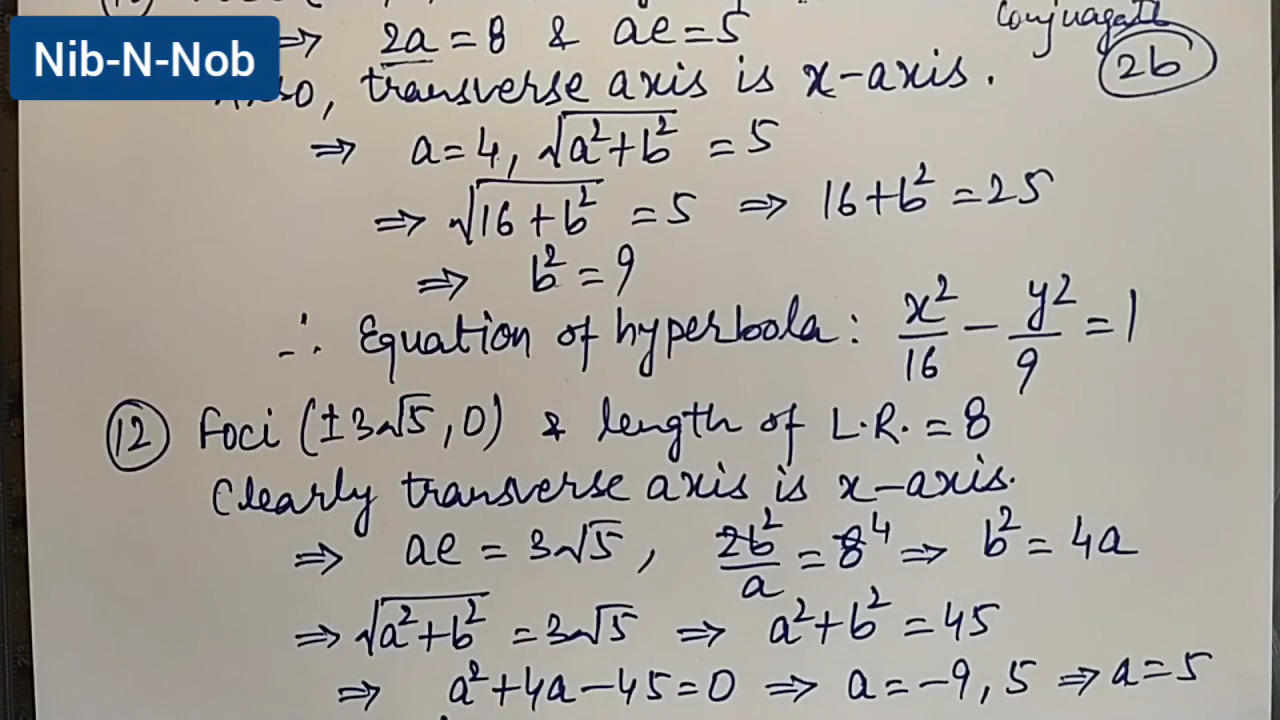 Conjuagate
Nib-N-Nob
⇒ 2a = 8 & ae = 5
2b
, transverse axis is x-axis.
⇒ a = 4, √(a²+b²) = 5
⇒ √(16+b²) = 5 ⇒ 16+b² = 25
⇒ b² = 9
∴ Equation of hyperbola: x²/16 - y²/9 = 1
(12) Foci (±3√5, 0) & length of L.R. = 8
Clearly transverse axis is x-axis.
⇒ ae = 3√5, 2b²/a = 8 4 ⇒ b² = 4a
⇒ √(a²+b²) = 3√5 ⇒ a²+b² = 45
⇒ a²+4a-45=0 ⇒ a = -9, 5 ⇒ a = 5